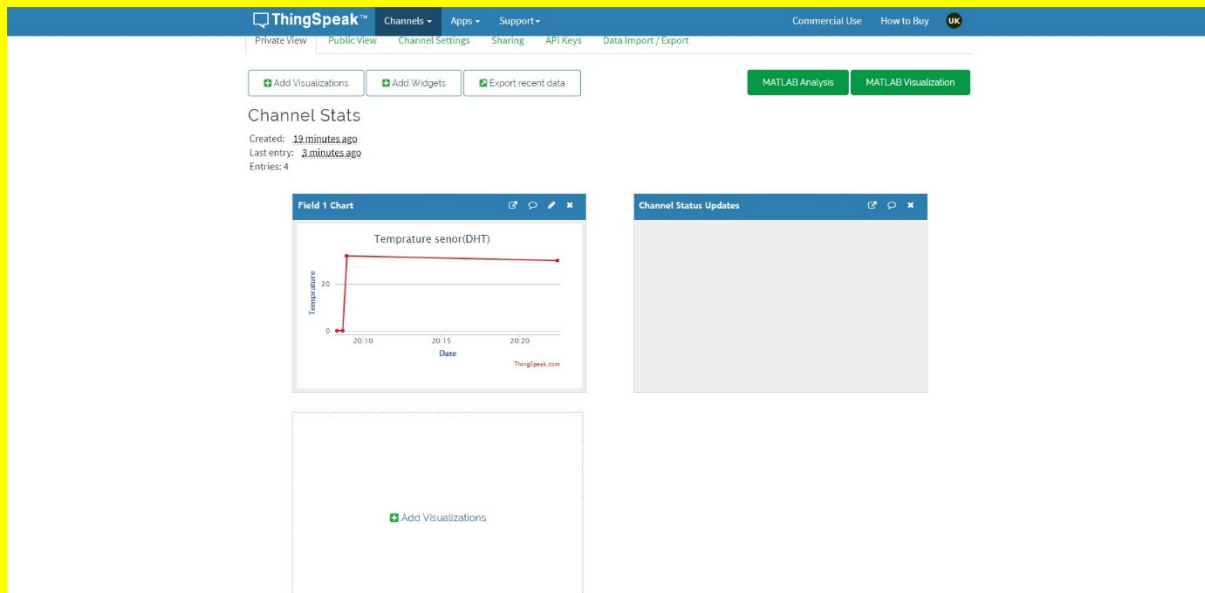 ThingSpeak™ Channels Apps Support Commercial Use How to Buy UK
Private View Public View Channel Settings Sharing API Keys Data Import / Export
Add Visualizations Add Widgets Export recent data MATLAB Analysis MATLAB Visualization
Channel Stats
Created: 19 minutes ago
Last entry: 3 minutes ago
Entries: 4
Field 1 Chart
Temprature senor(DHT)
Temprature
20
0
20:10 20:15 20:20
Date
ThingSpeak.com
Channel Status Updates
Add Visualizations